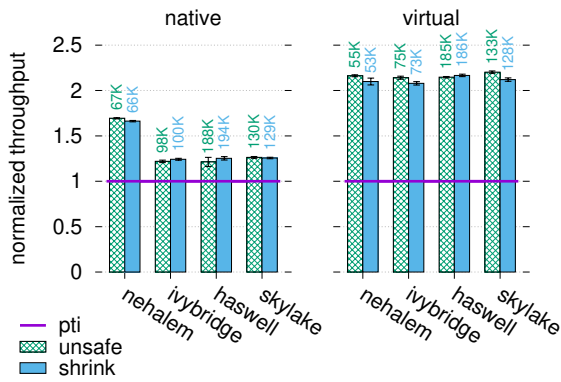 native
virtual
normalized throughput
2.5
2
1.5
1
0.5
0
67K
66K
98K
100K
188K
194K
130K
129K
55K
53K
75K
73K
185K
186K
133K
128K
nehalem
ivybridge
haswell
skylake
nehalem
ivybridge
haswell
skylake
pti
unsafe
shrink